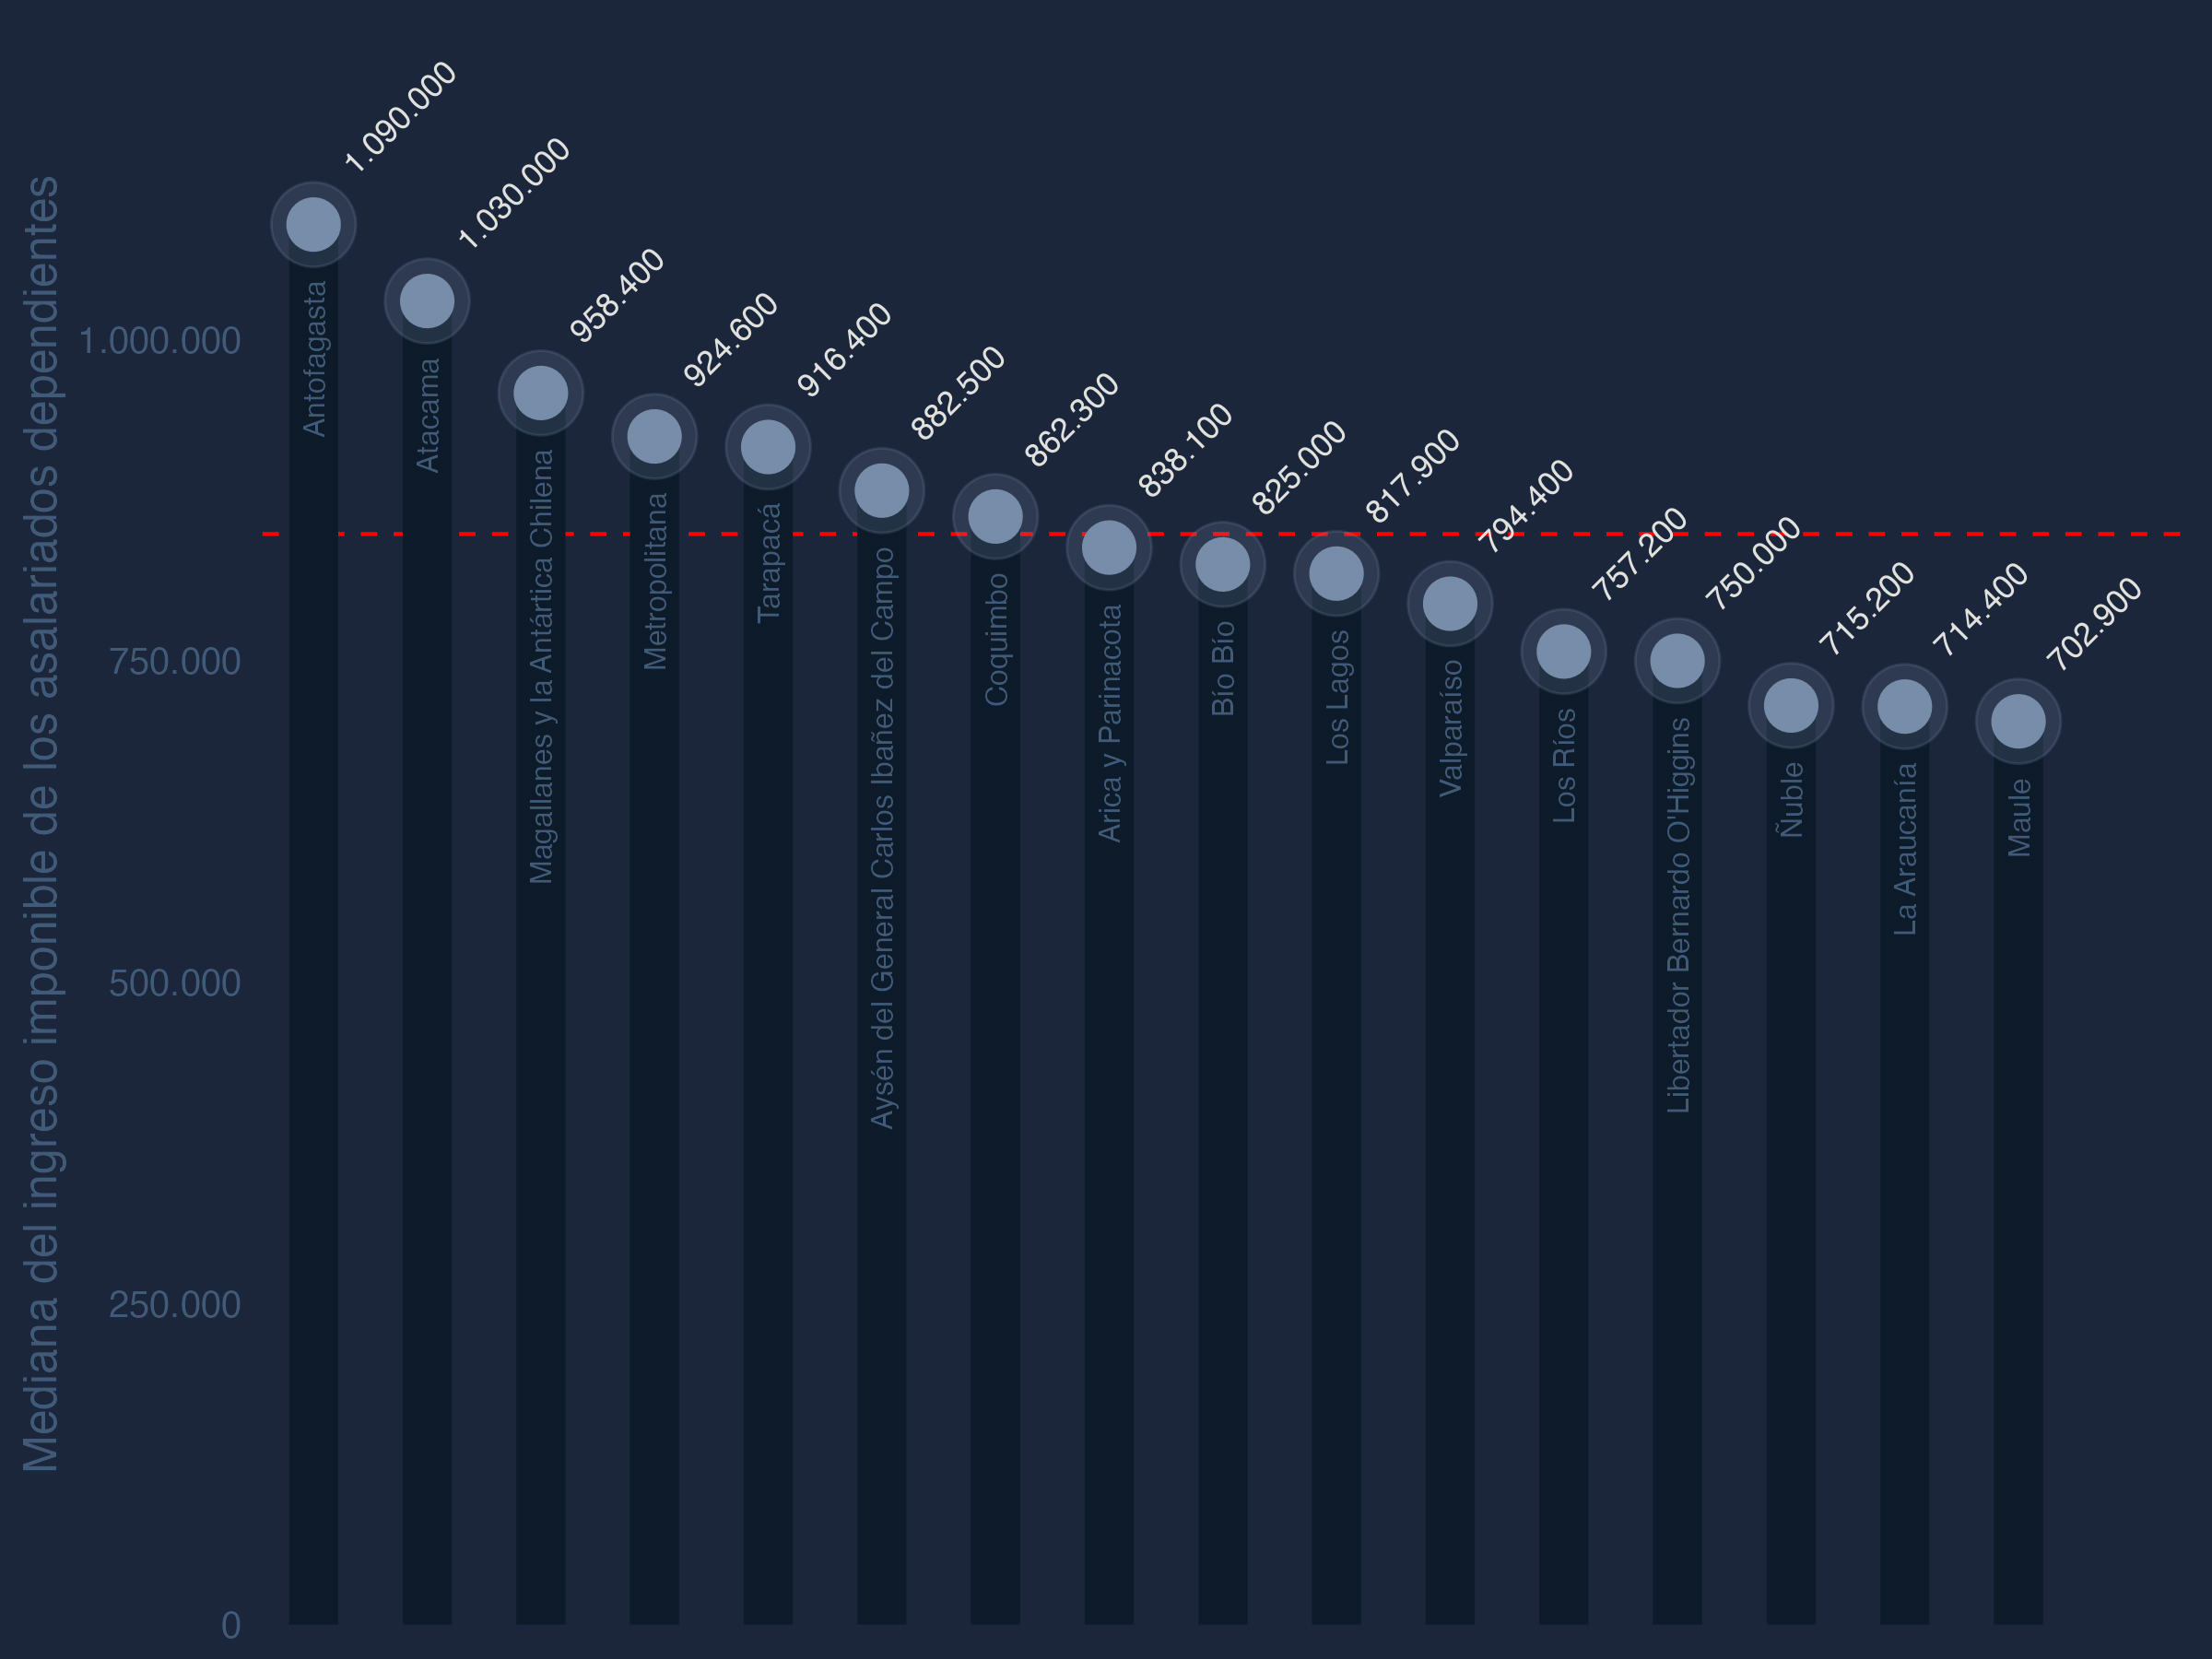 Mediana del ingreso imponible de los asalariados dependientes
1.000.000
750.000
500.000
250.000
0
1.090.000
1.030.000
958.400
924.600
916.400
882.500
862.300
838.100
825.000
817.900
794.400
757.200
750.000
715.200
714.400
702.900
Antofagasta
Atacama
Magallanes y la Antártica Chilena
Metropolitana
Tarapacá
Aysén del General Carlos Ibañez del Campo
Coquimbo
Arica y Parinacota
Bío Bío
Los Lagos
Valparaíso
Los Ríos
Libertador Bernardo O'Higgins
Ñuble
La Araucanía
Maule